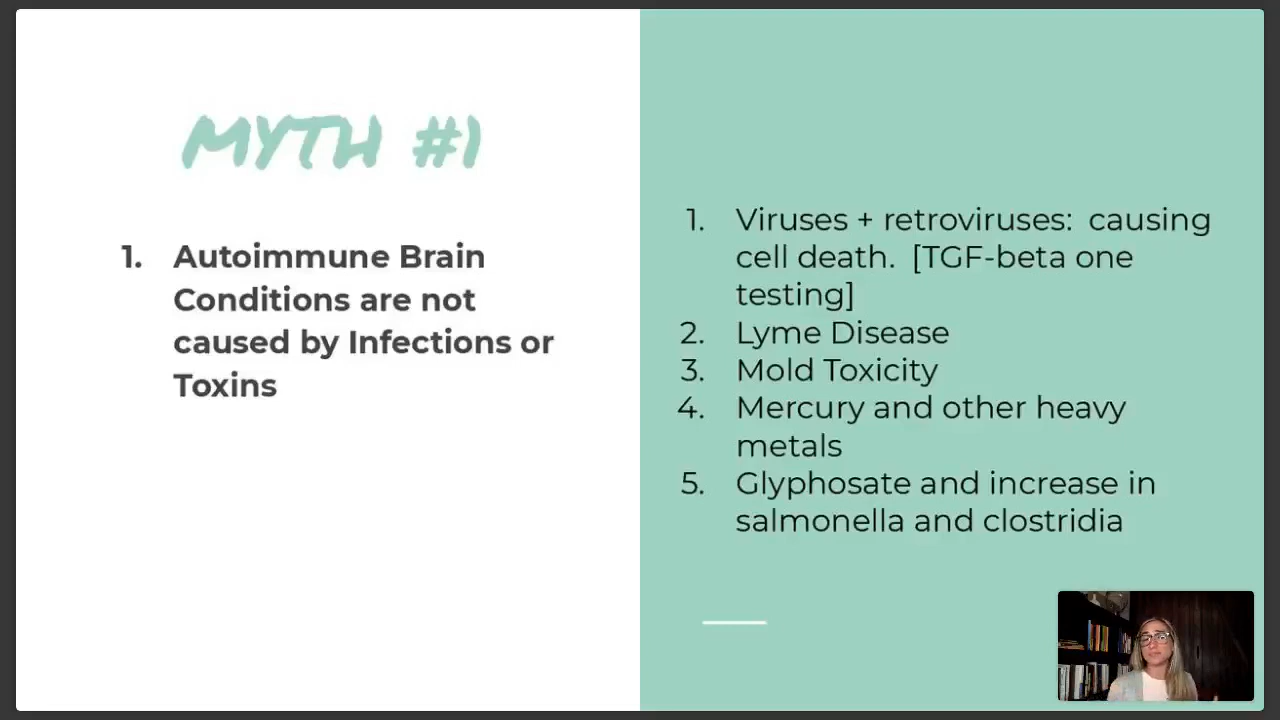 MYTH #1
1. Autoimmune Brain
Conditions are not
caused by Infections or
Toxins
1. Viruses + retroviruses:  causing
cell death.  [TGF-beta one
testing]
2. Lyme Disease
3. Mold Toxicity
4. Mercury and other heavy
metals
5. Glyphosate and increase in
salmonella and clostridia